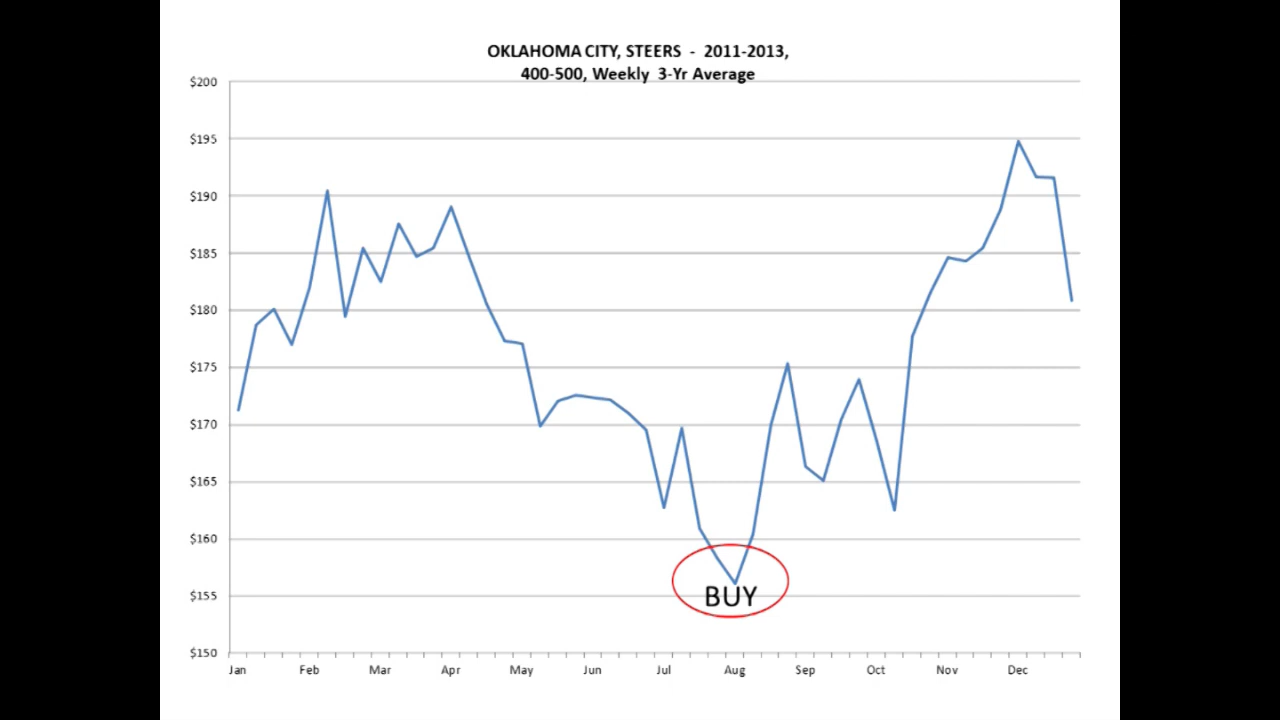 OKLAHOMA CITY, STEERS - 2011-2013,
400-500, Weekly 3-Yr Average
$200
$195
$190
$185
$180
$175
$170
$165
$160
$155
$150
BUY
Jan Feb Mar Apr May Jun Jul Aug Sep Oct Nov Dec